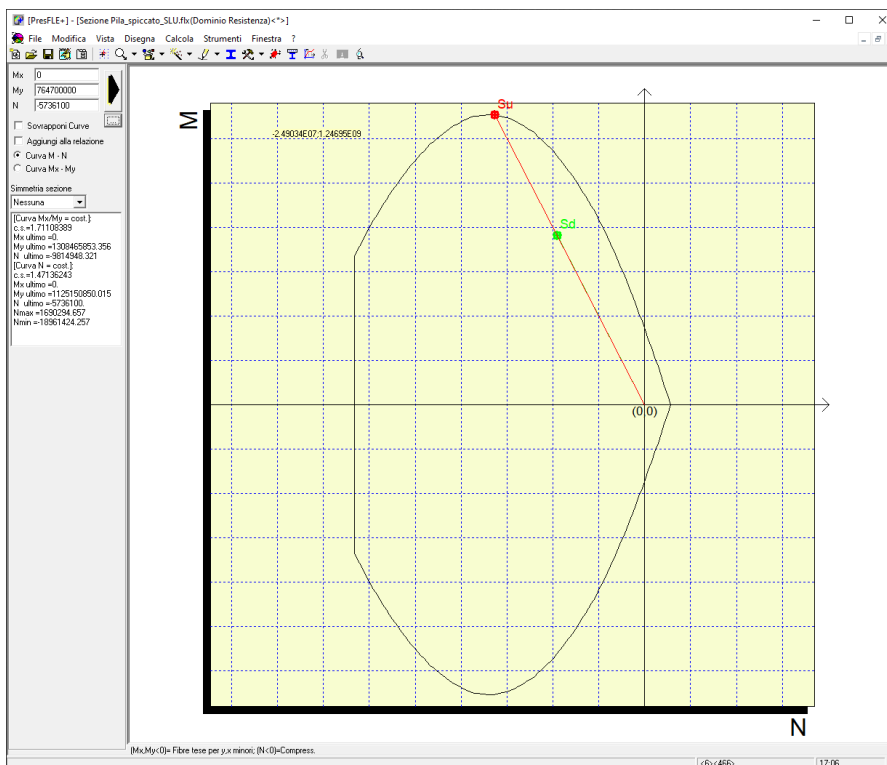 [PresFLE+] - [Sezione Pila_spiccato_SLU.flx(Dominio Resistenza)<*>]
File Modifica Vista Disegna Calcola Strumenti Finestra ?
Mx 0
My 764700000
N -5736100
Sovrapponi Curve
Aggiungi alla relazione
Curva M - N
Curva Mx - My
Simmetria sezione
Nessuna
[Curva Mx/My = cost.]:
c.s.=1.71108389
Mx ultimo =0.
My ultimo =1308465853.356
N ultimo =-9814948.321
[Curva N = cost.]:
c.s.=1.47136243
Mx ultimo =0.
My ultimo =1125150850.015
N ultimo =-5736100.
Nmax =1690294.657
Nmin =-18961424.257
M
Su
-2.49034E07;1.24695E09
Sd
(0,0)
N
(Mx,My<0)= Fibre tese per y,x minori; (N<0)=Compress.
<6><466>
17:06